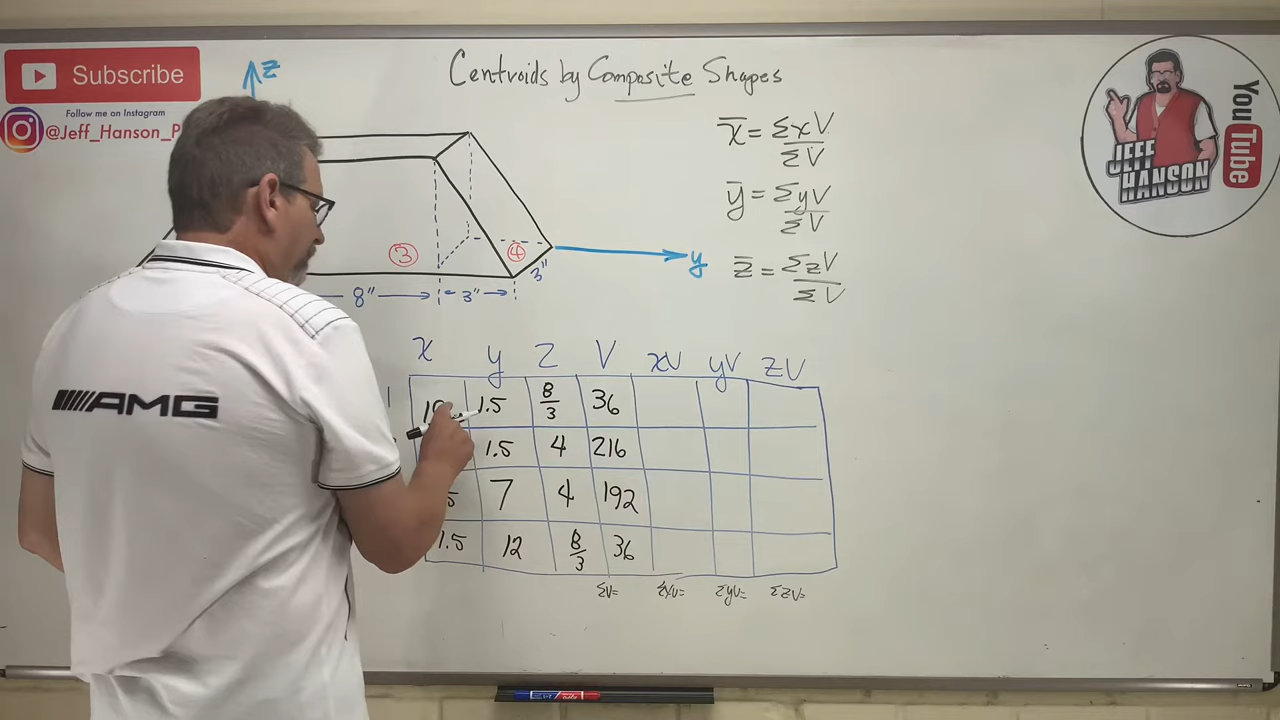 Subscribe
Follow me on Instagram
@Jeff_Hanson_P
z
Centroids by Composite Shapes
x̄ = ΣxV
ΣV
ȳ = ΣyV
ΣV
z̄ = ΣzV
ΣV
JEFF HANSON
YouTube
3 4
y
3"
8" 3"
x y z V xV yV zV
1.5 8/3 36
1.5 4 216
7 4 192
1.5 12 8/3 36
ΣV= ΣxV= ΣyV= ΣzV=
AMG